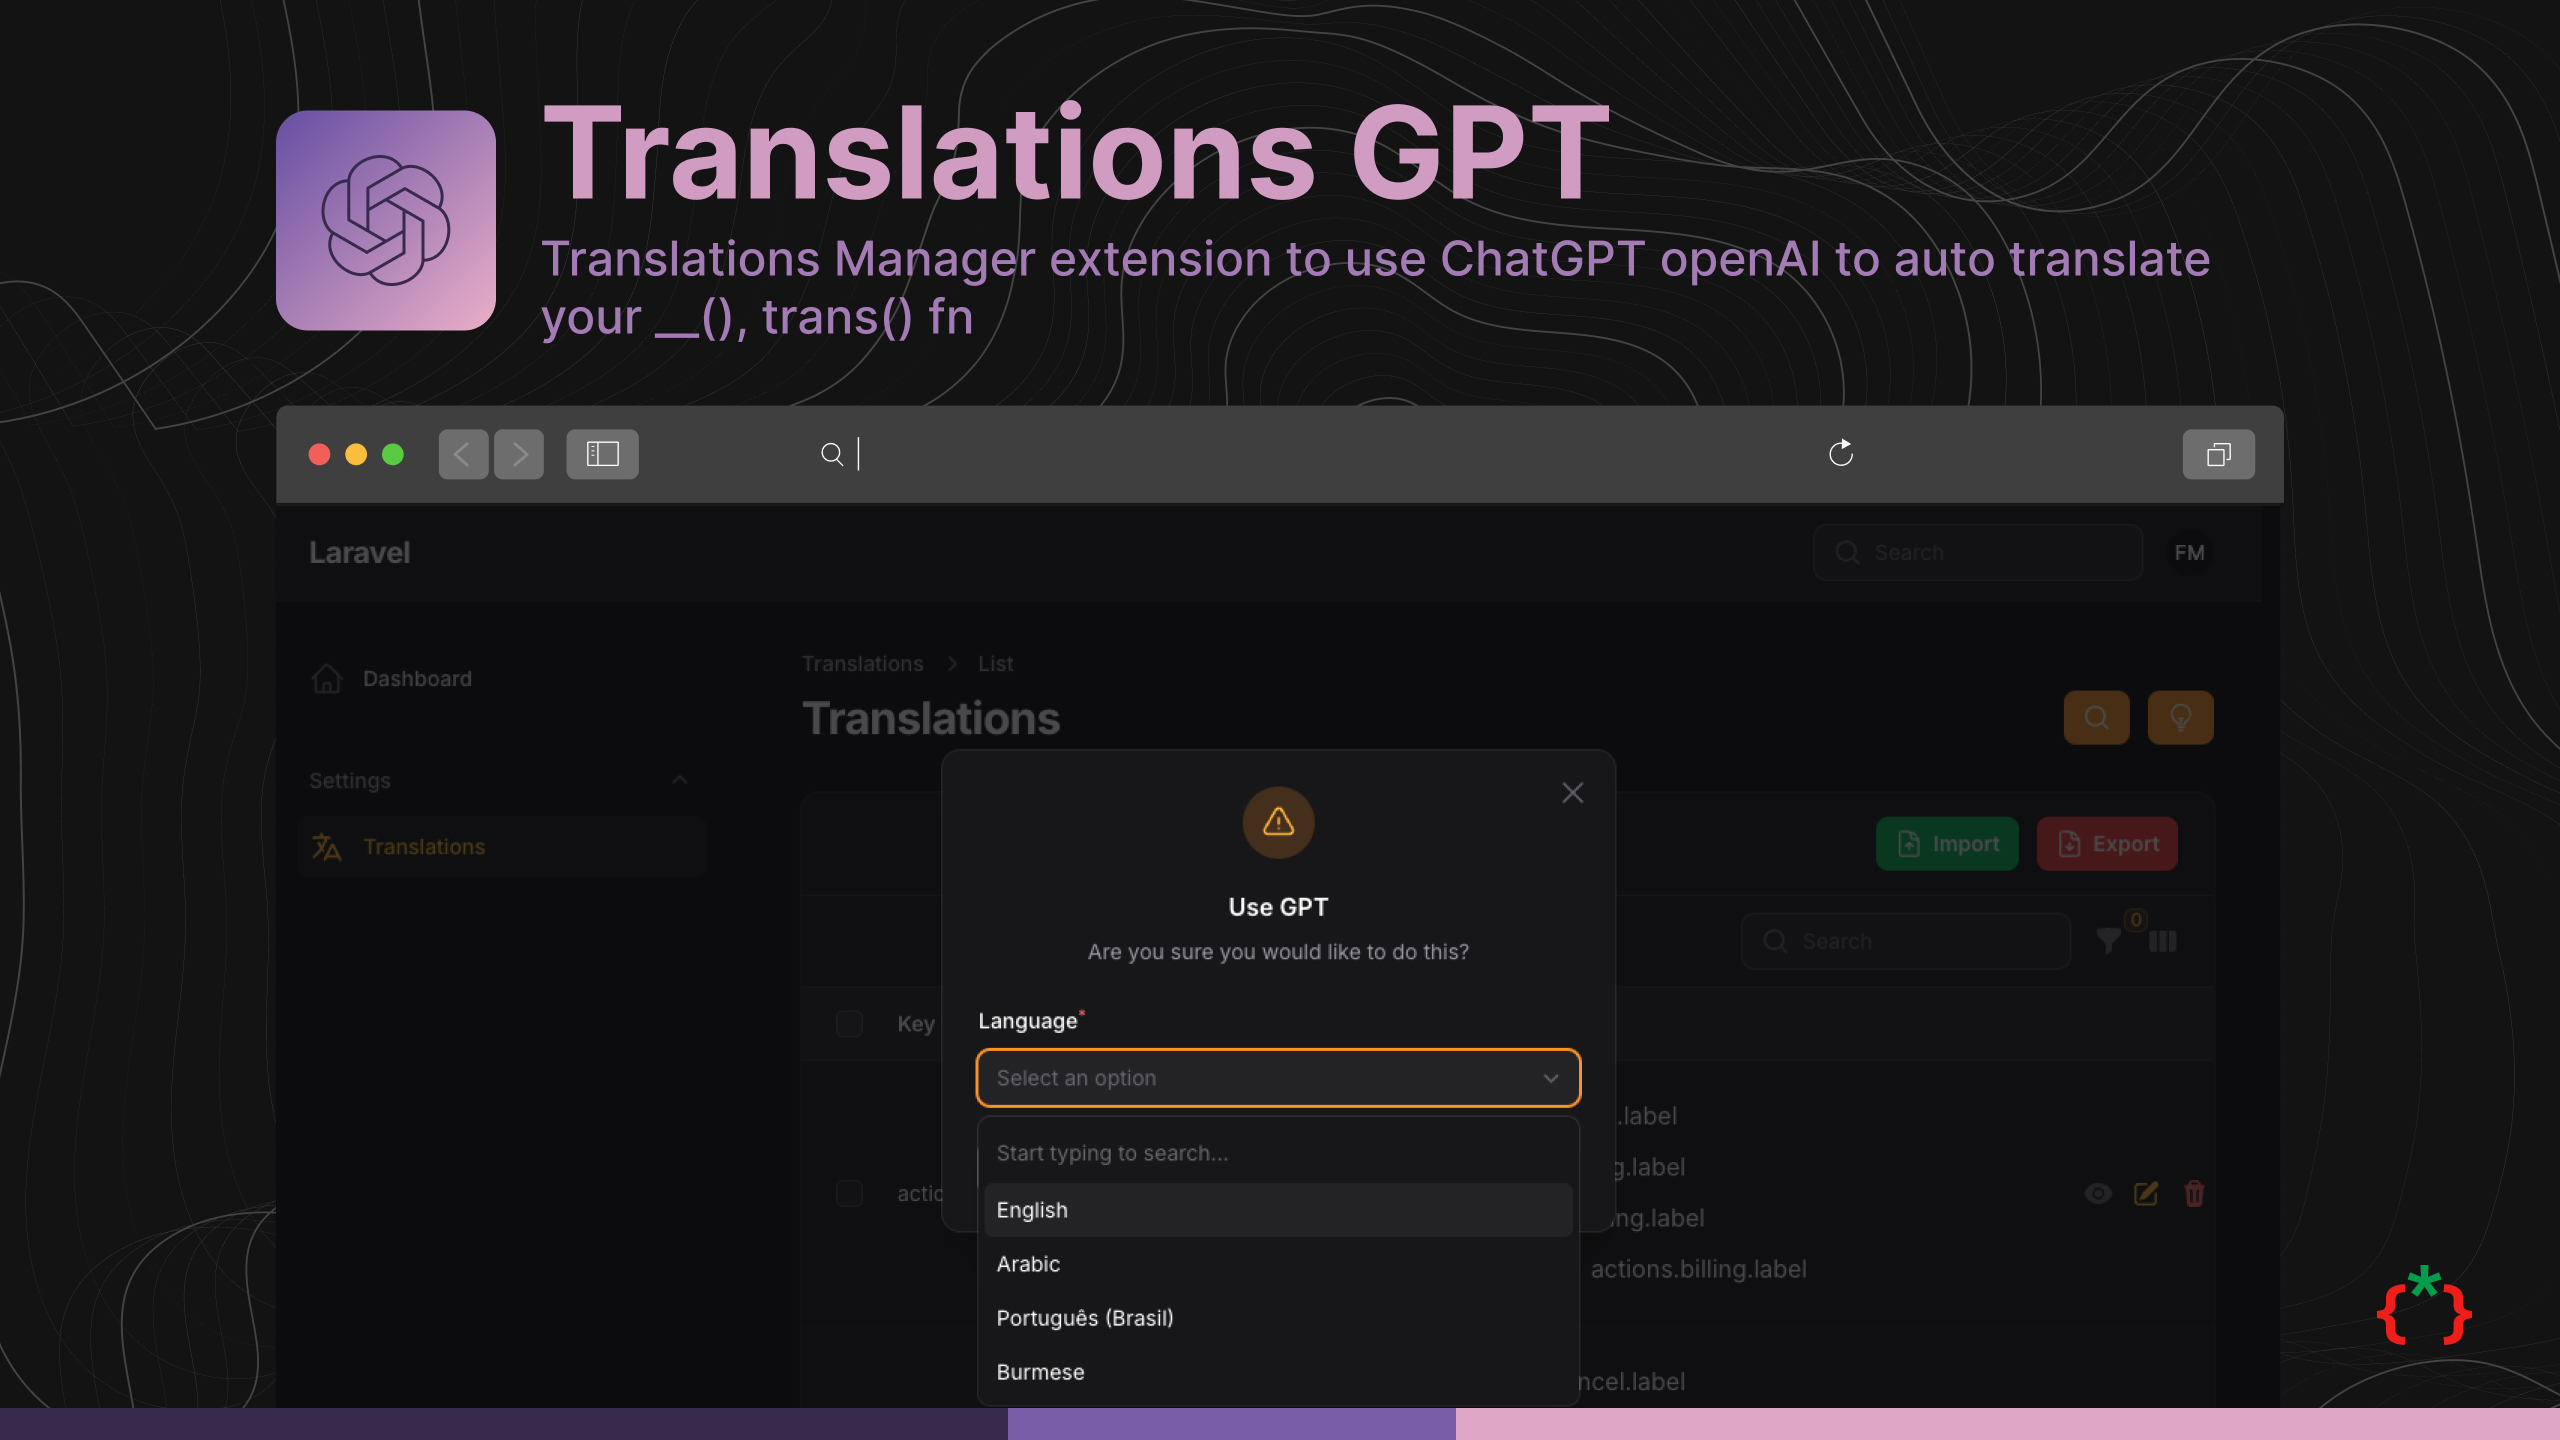 Translations GPT
Translations Manager extension to use ChatGPT openAI to auto translate
your __(), trans() fn
Laravel
Search
FM
Dashboard
Translations
List
Translations
Settings
Translations
Import
Export
Use GPT
Are you sure you would like to do this?
Search
0
Key
Language*
Select an option
.label
Start typing to search...
g.label
English
ng.label
Arabic
actions.billing.label
Português (Brasil)
Burmese
ncel.label
{*}